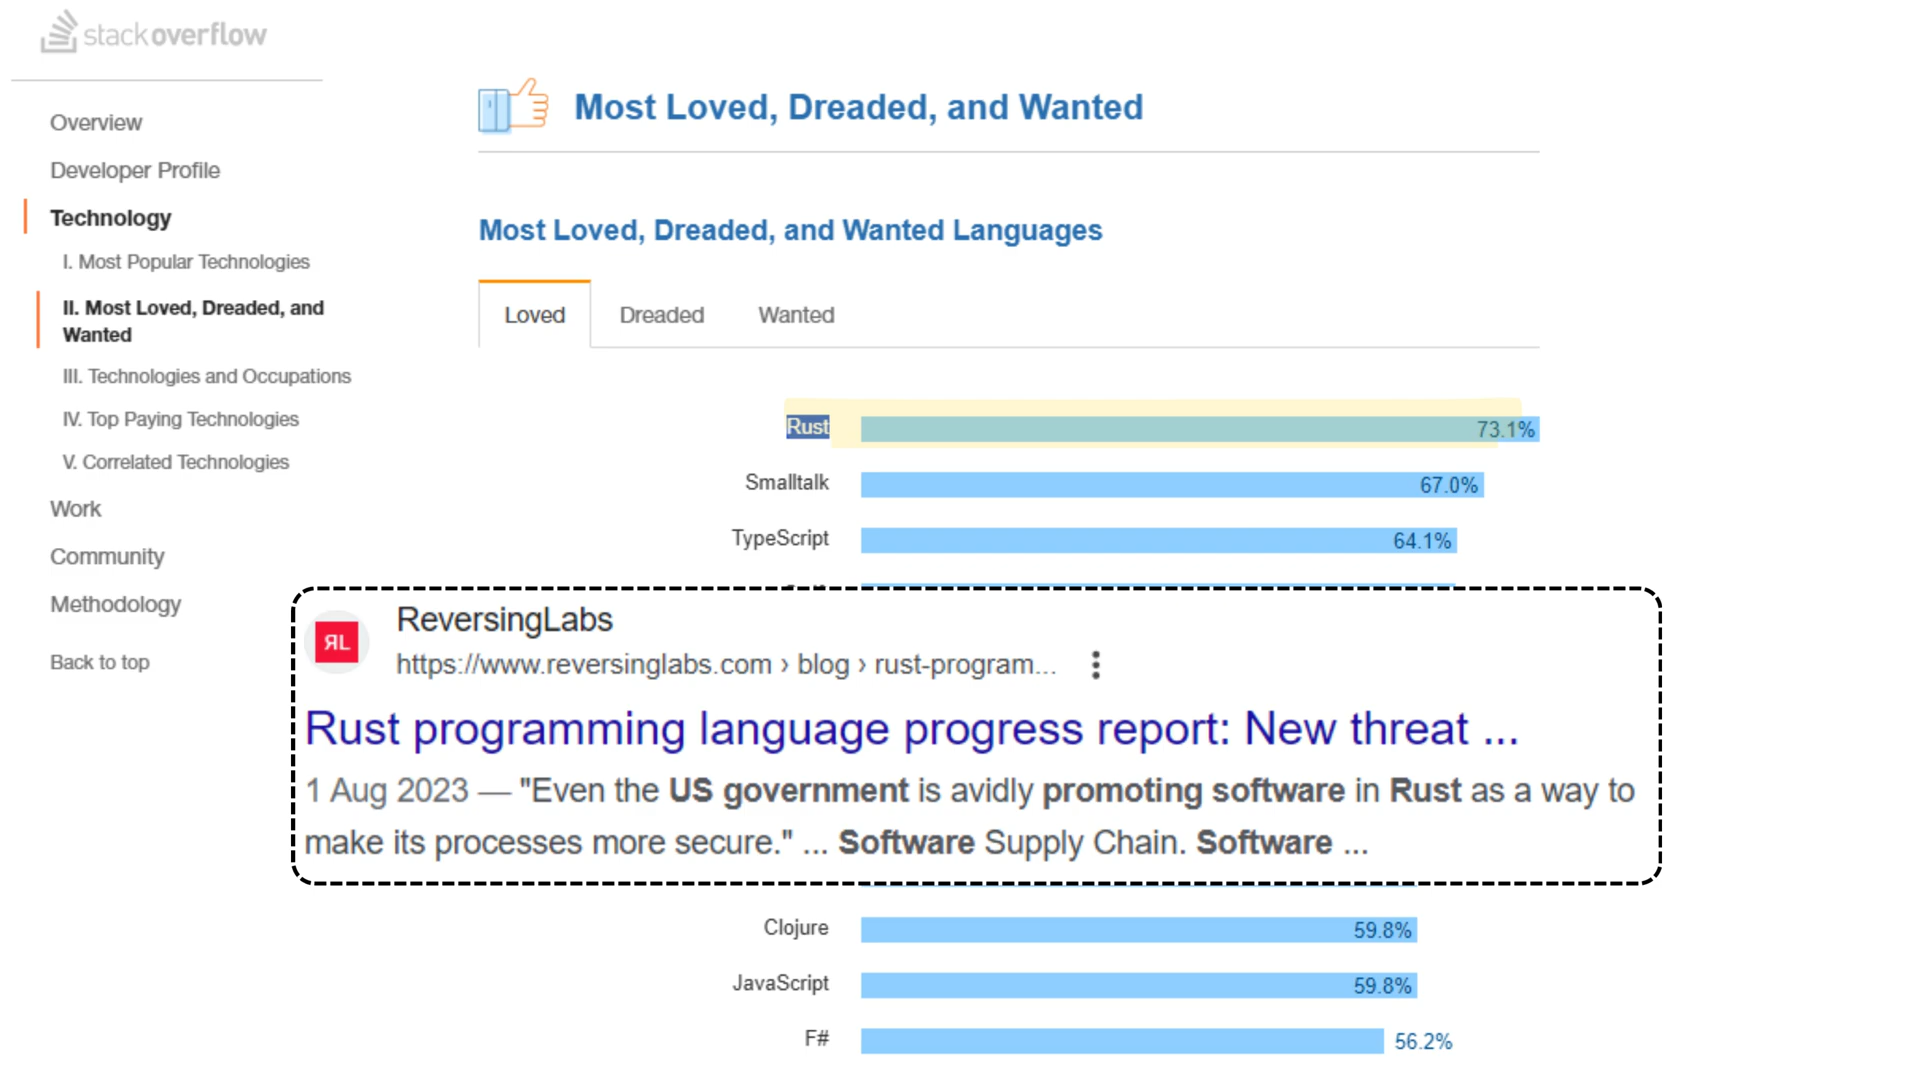 stackoverflow
Overview
Developer Profile
Technology
I. Most Popular Technologies
II. Most Loved, Dreaded, and
Wanted
III. Technologies and Occupations
IV. Top Paying Technologies
V. Correlated Technologies
Work
Community
Methodology
Back to top
Most Loved, Dreaded, and Wanted
Most Loved, Dreaded, and Wanted Languages
Loved Dreaded Wanted
Rust 73.1%
Smalltalk 67.0%
TypeScript 64.1%
ЯL
ReversingLabs
https://www.reversinglabs.com › blog › rust-program...
Rust programming language progress report: New threat ...
1 Aug 2023 — "Even the US government is avidly promoting software in Rust as a way to
make its processes more secure." ... Software Supply Chain. Software ...
Clojure 59.8%
JavaScript 59.8%
F# 56.2%